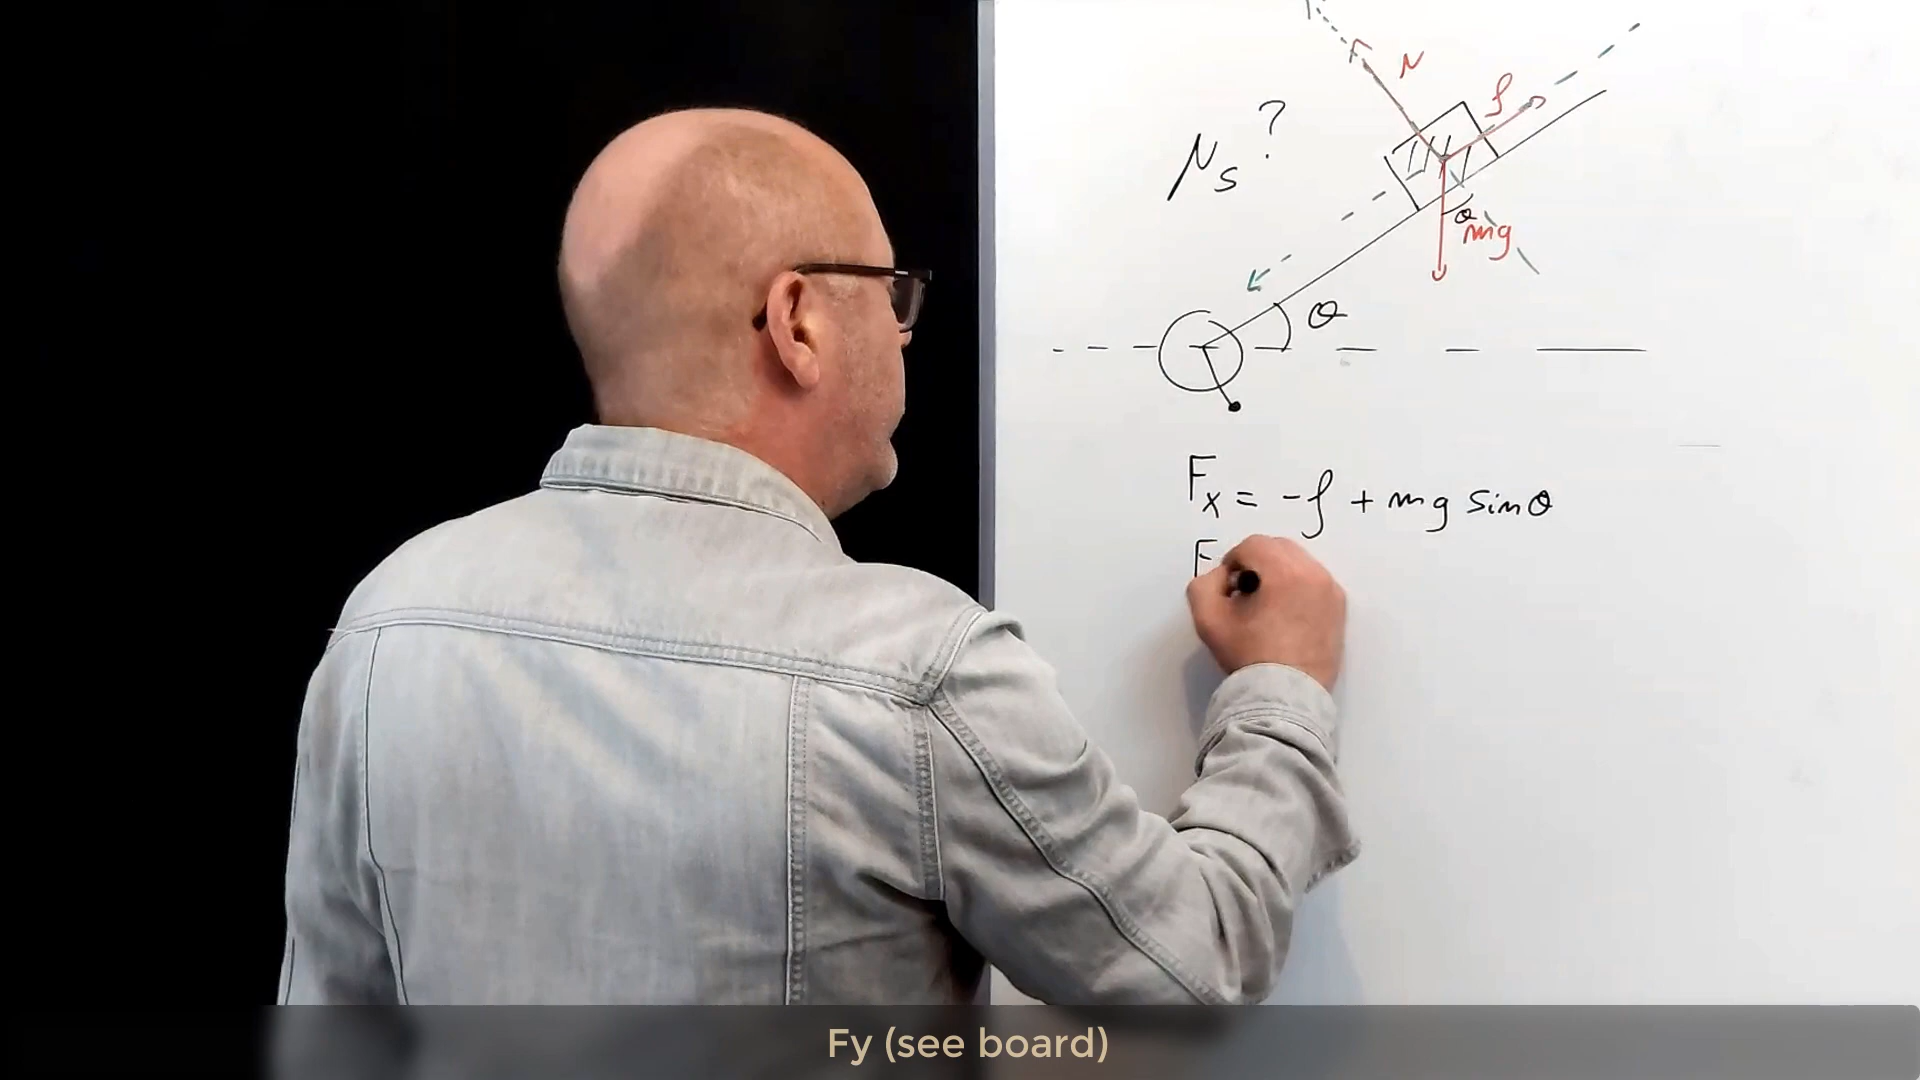 N
f
μs ?
θ
mg
θ
Fx = -f + mg sinθ
F
Fy (see board)